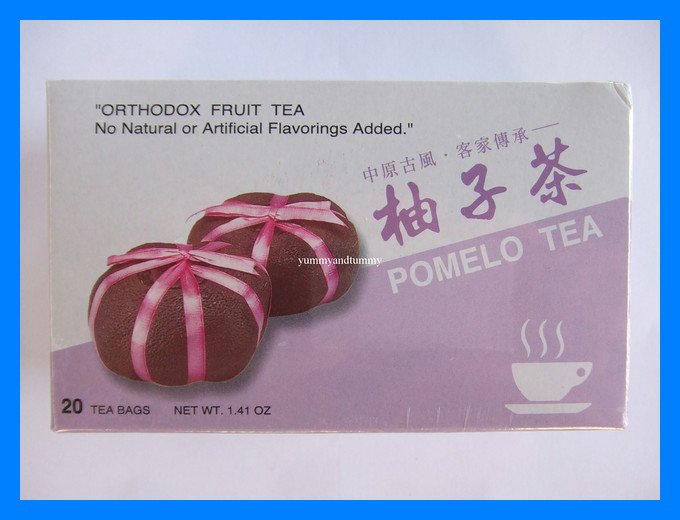 "ORTHODOX FRUIT TEA
No Natural or Artificial Flavorings Added."
中原古風·客家傳承—
柚子茶
POMELO TEA
yummyandtummy
20 TEA BAGS NET WT. 1.41 OZ